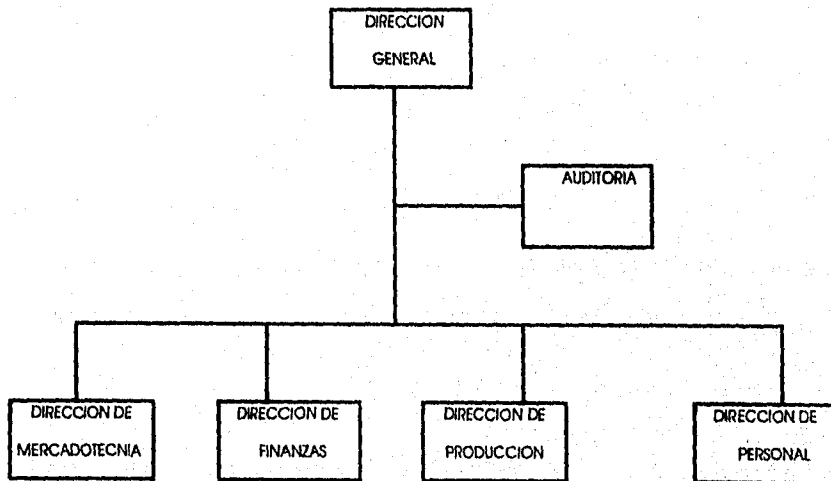 DIRECCION
GENERAL
AUDITORIA
DIRECCION DE
MERCADOTECNIA
DIRECCION DE
FINANZAS
DIRECCION DE
PRODUCCION
DIRECCION DE
PERSONAL